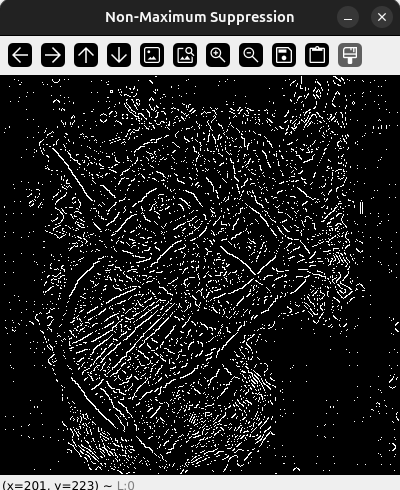 Non-Maximum Suppression
(x=201, y=223) ~ L:0